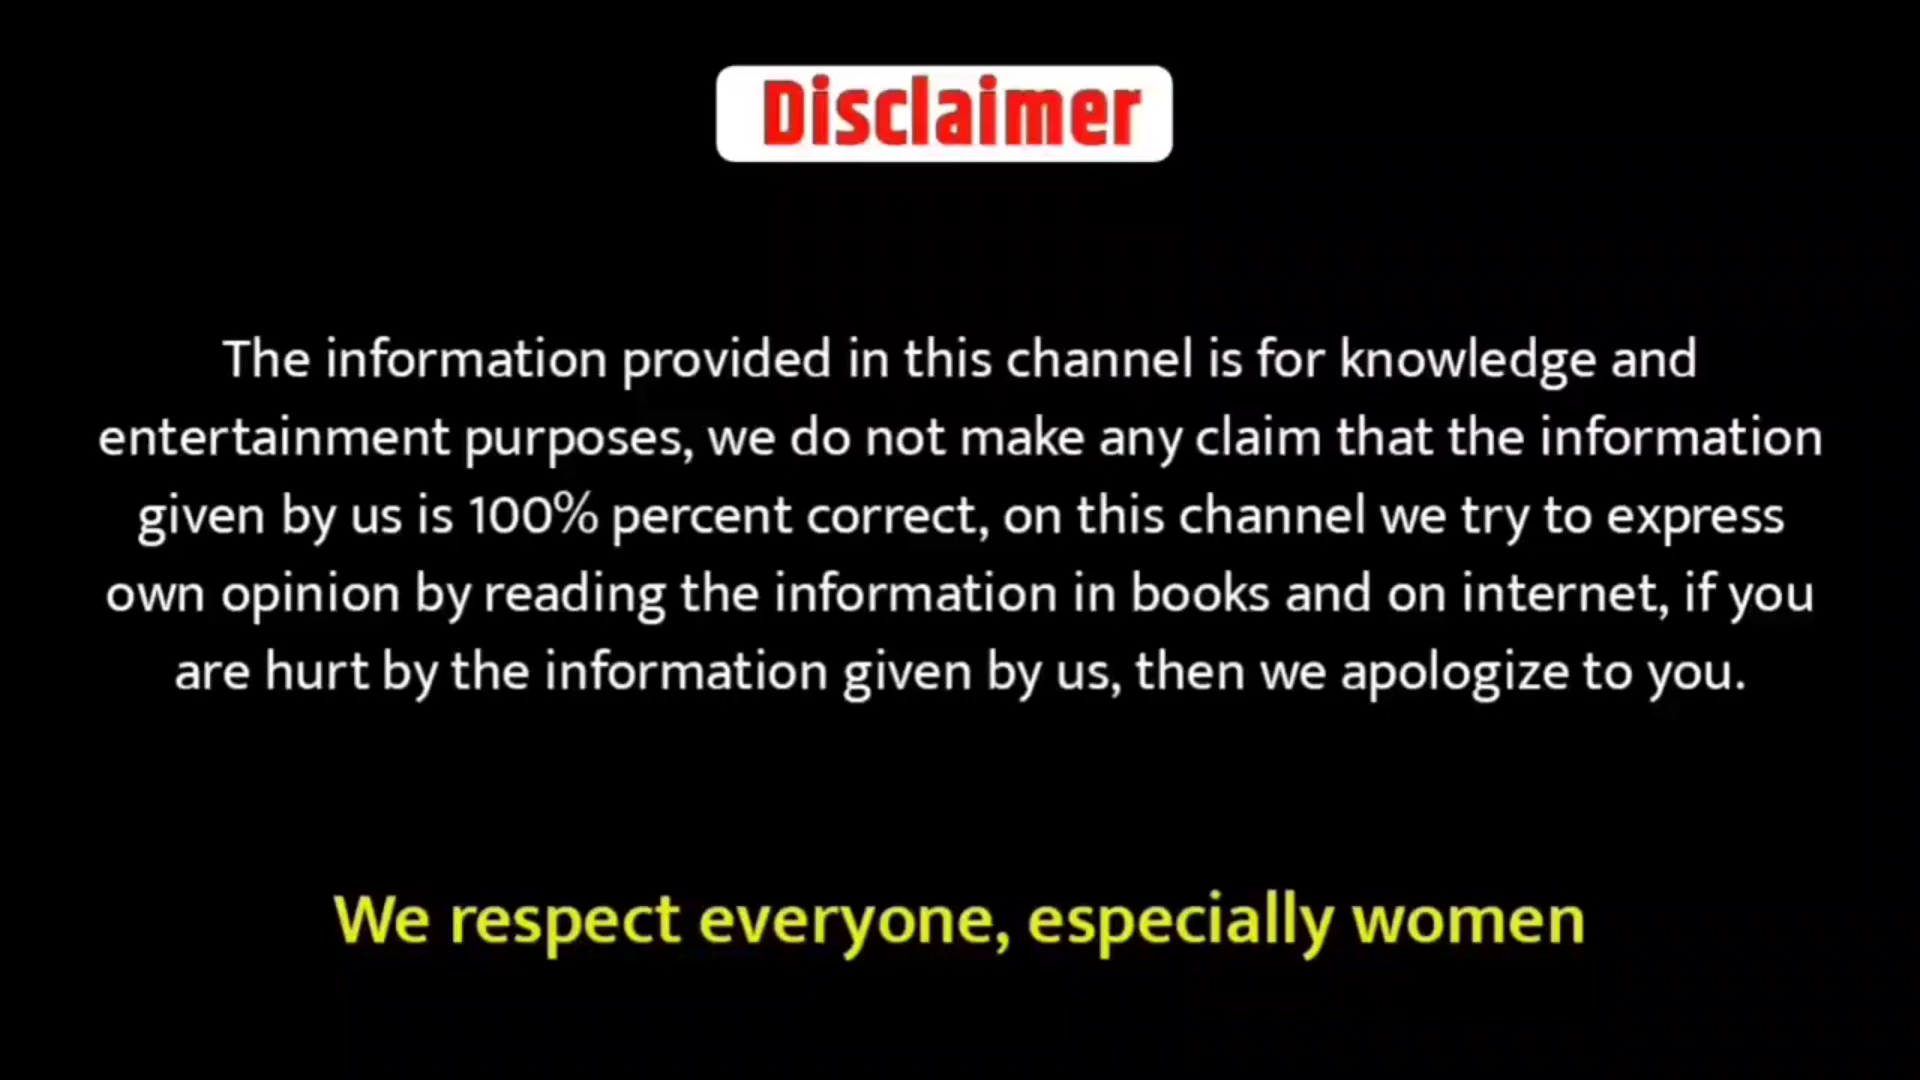 Disclaimer
The information provided in this channel is for knowledge and
entertainment purposes, we do not make any claim that the information
given by us is 100% percent correct, on this channel we try to express
own opinion by reading the information in books and on internet, if you
are hurt by the information given by us, then we apologize to you.
We respect everyone, especially women